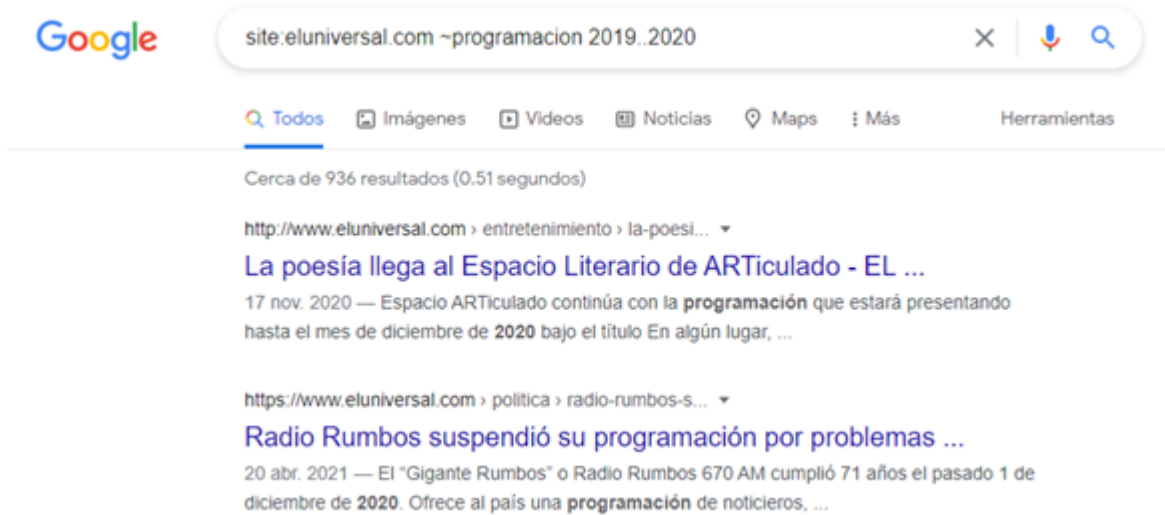 Google
site:eluniversal.com ~programacion 2019..2020
Todos Imágenes Videos Noticias Maps Más Herramientas
Cerca de 936 resultados (0.51 segundos)
http://www.eluniversal.com › entretenimiento › la-poesi...
La poesía llega al Espacio Literario de ARTiculado - EL ...
17 nov. 2020 — Espacio ARTiculado continúa con la programación que estará presentando
hasta el mes de diciembre de 2020 bajo el título En algún lugar, ...
https://www.eluniversal.com › politica › radio-rumbos-s...
Radio Rumbos suspendió su programación por problemas ...
20 abr. 2021 — El “Gigante Rumbos” o Radio Rumbos 670 AM cumplió 71 años el pasado 1 de
diciembre de 2020. Ofrece al país una programación de noticieros, ...